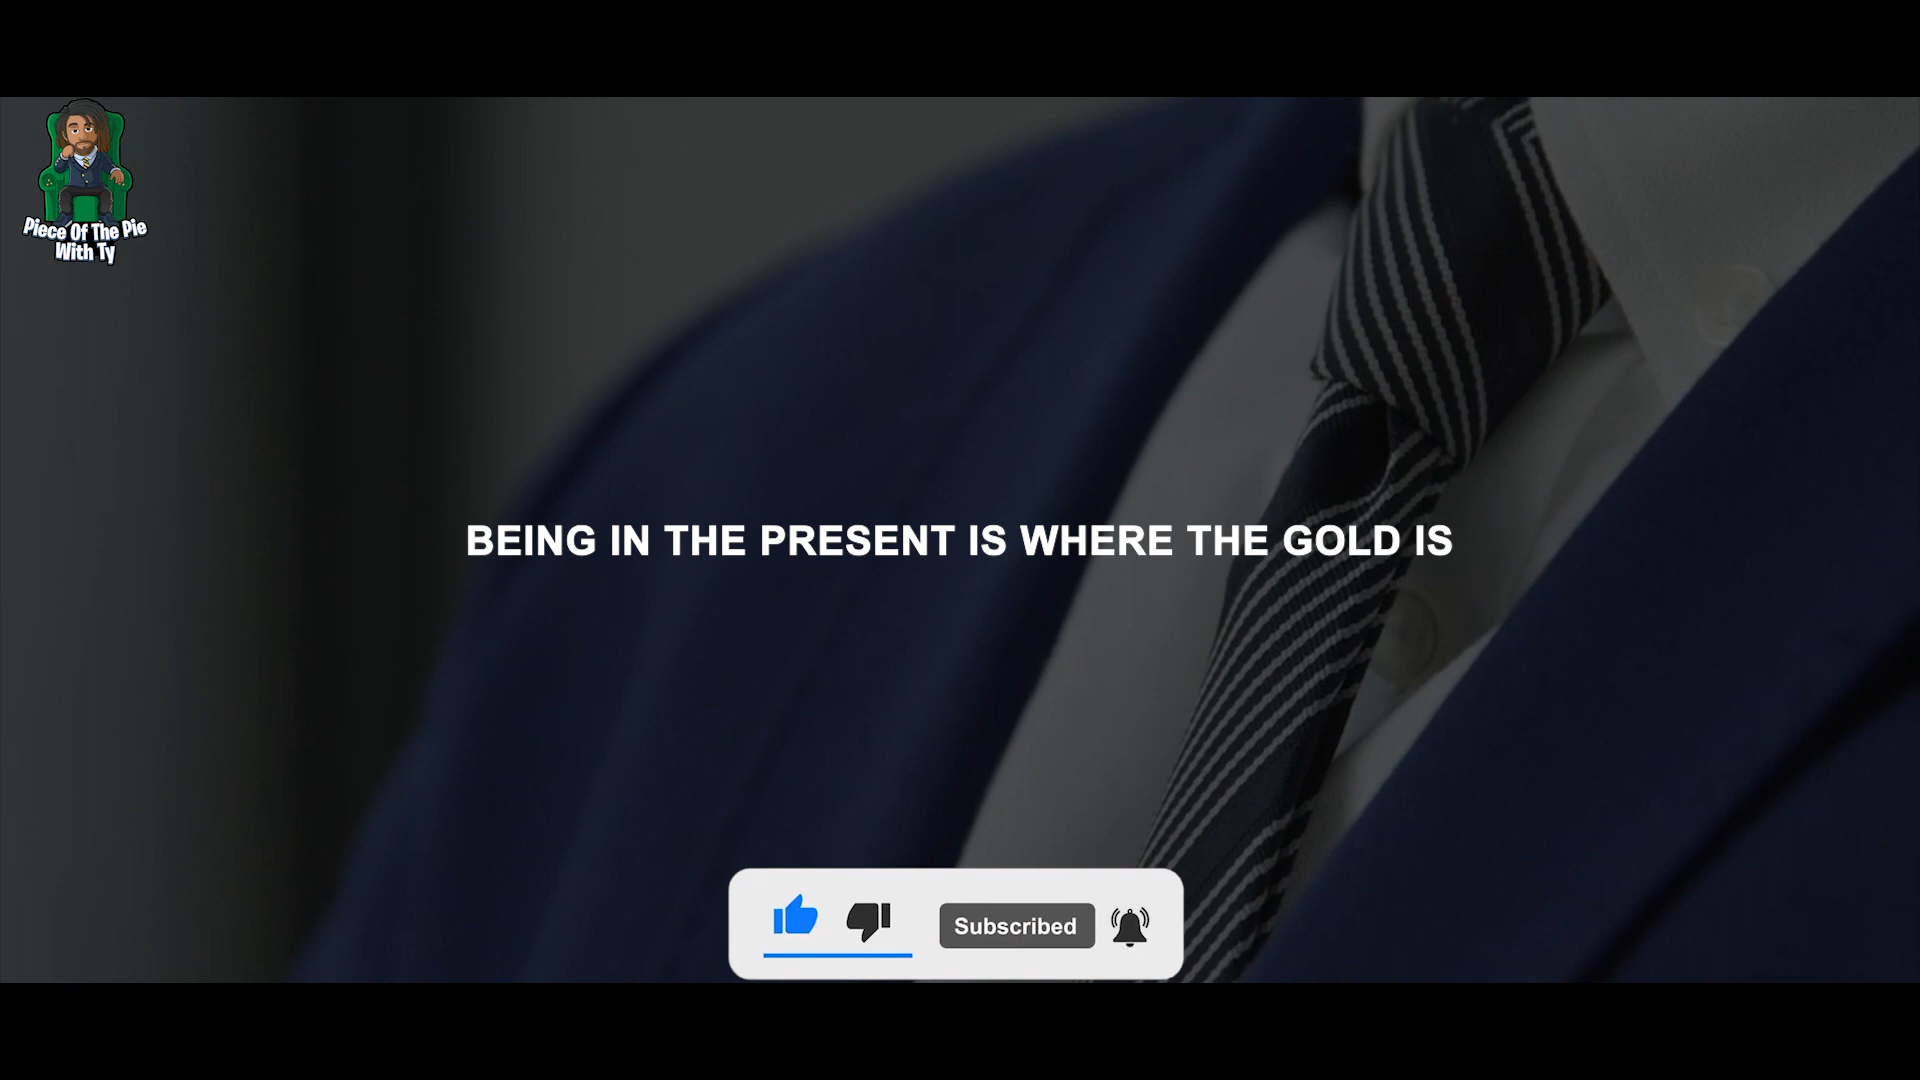 Piece Of The Pie
With Ty
BEING IN THE PRESENT IS WHERE THE GOLD IS
Subscribed